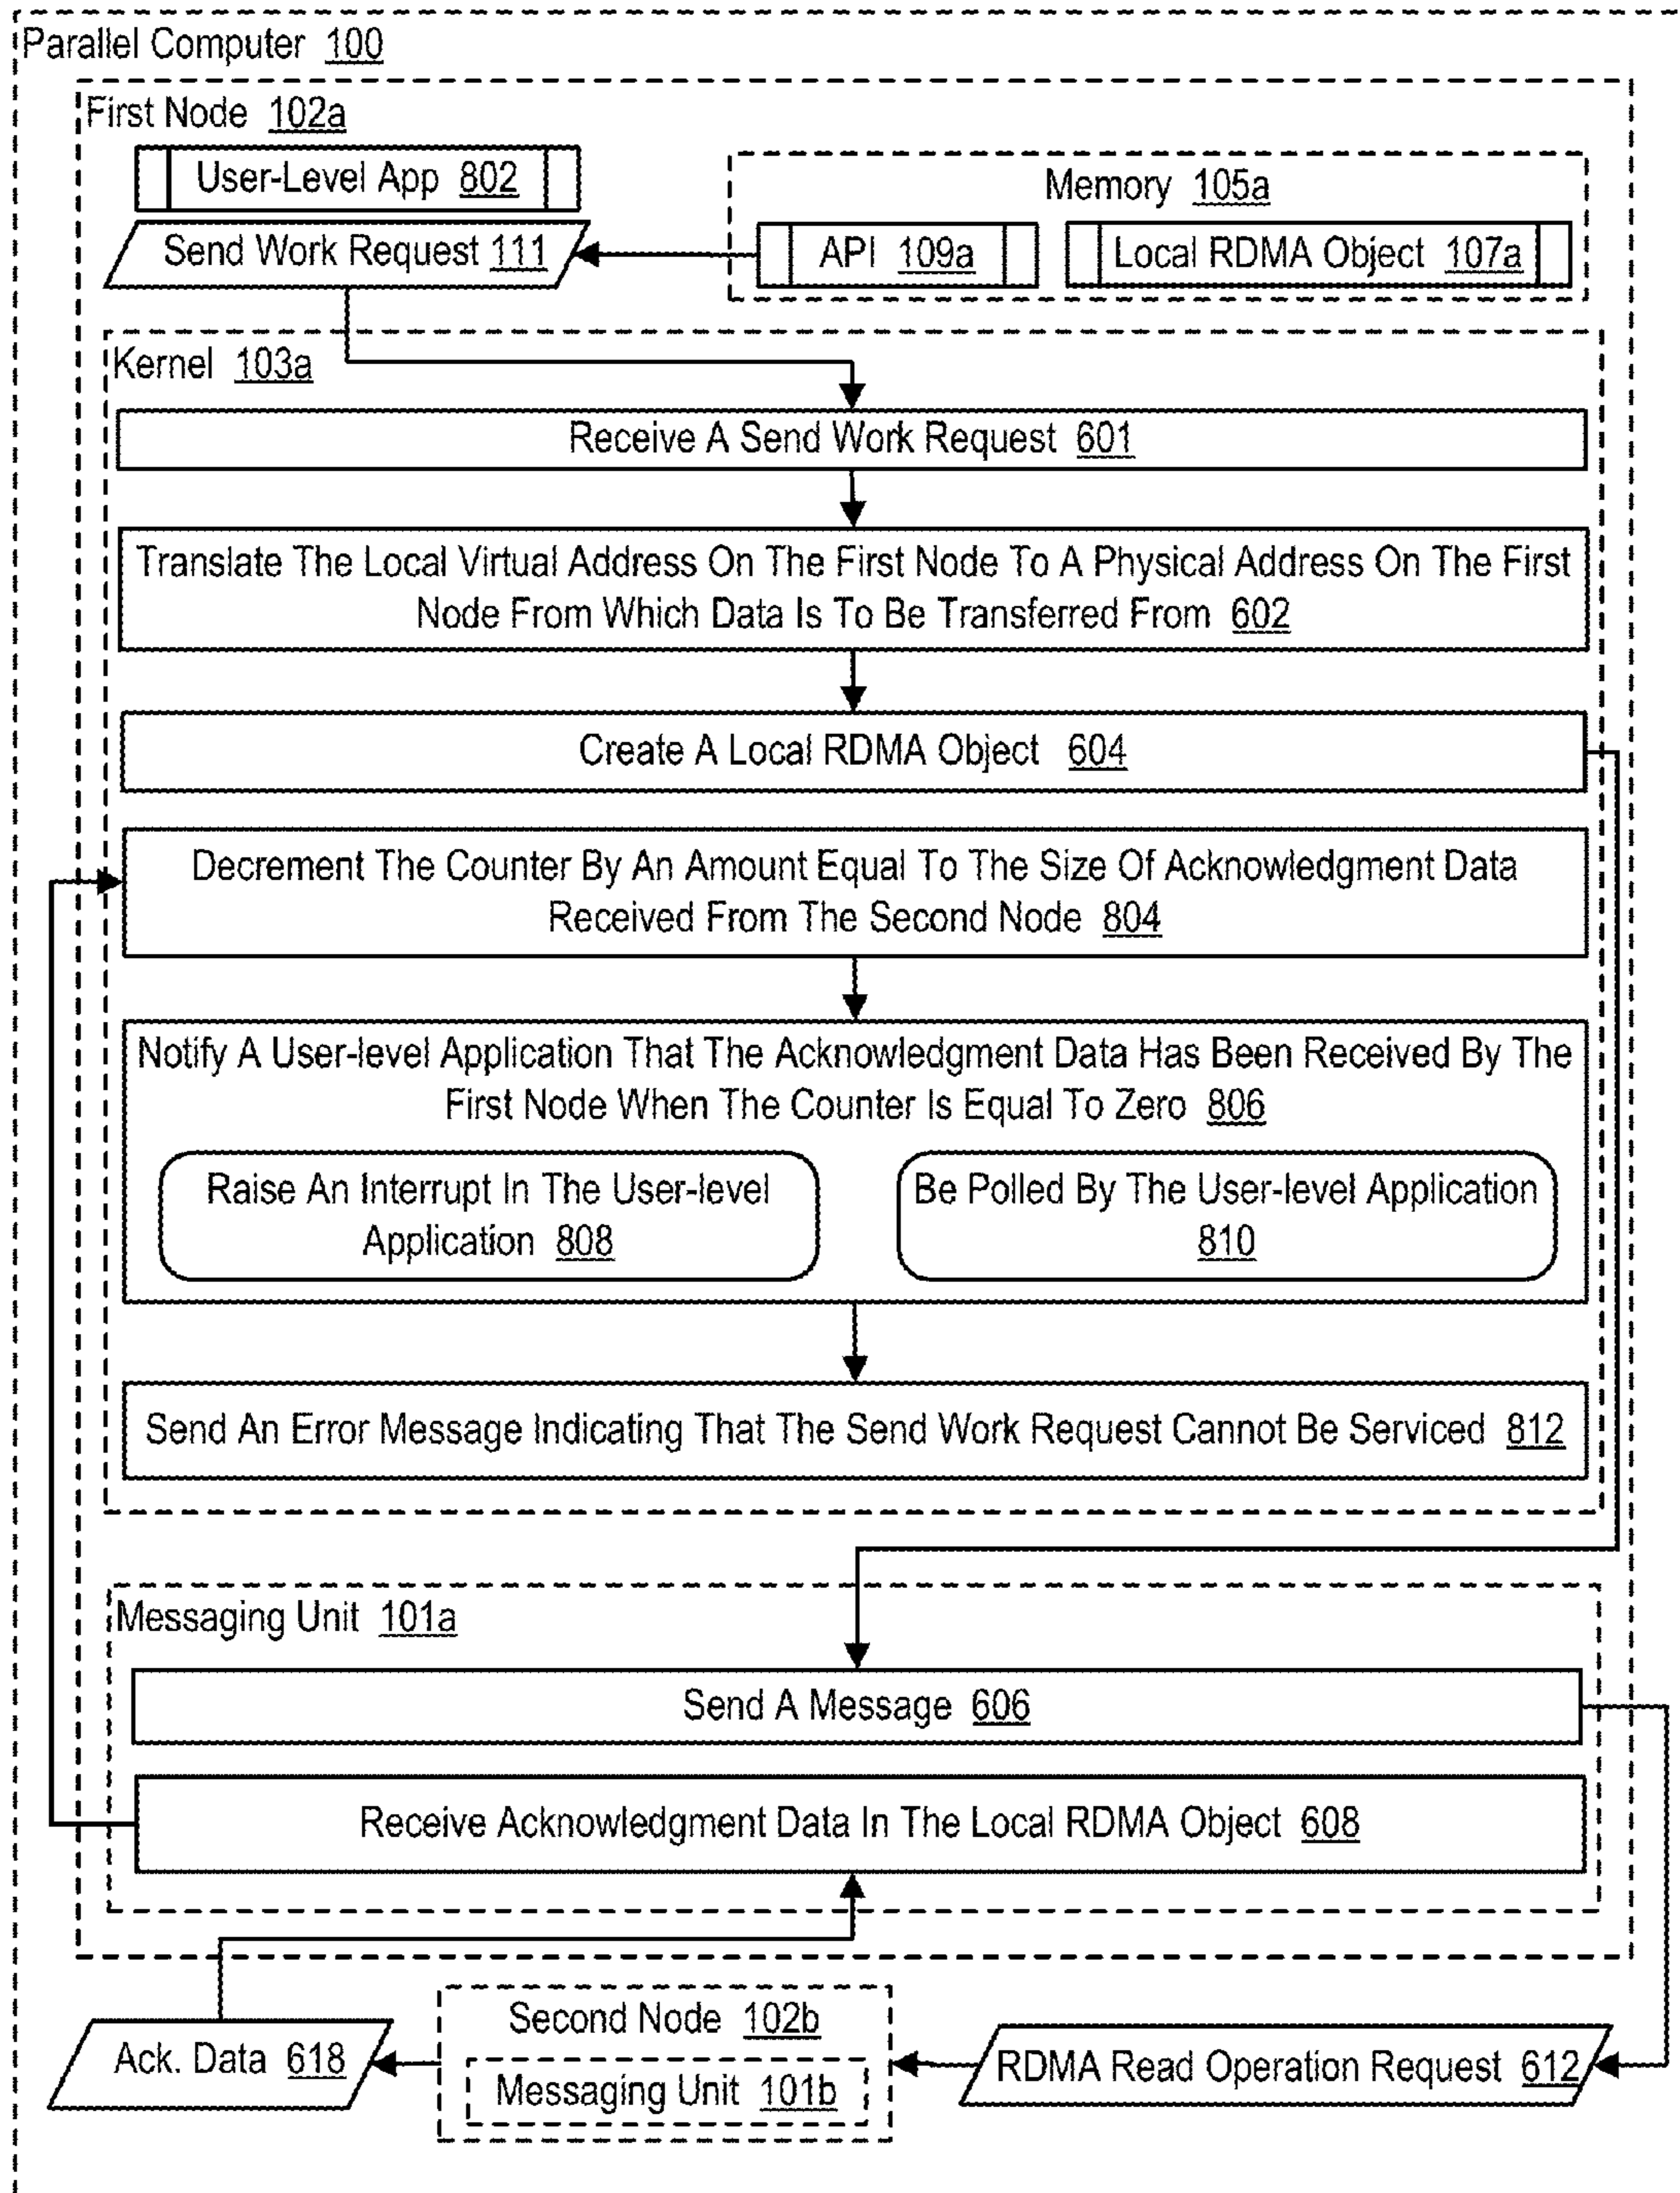 Parallel Computer 100
First Node 102a
User-Level App 802
Memory 105a
Send Work Request 111
API 109a
Local RDMA Object 107a
Kernel 103a
Receive A Send Work Request 601
Translate The Local Virtual Address On The First Node To A Physical Address On The First
Node From Which Data Is To Be Transferred From 602
Create A Local RDMA Object 604
Decrement The Counter By An Amount Equal To The Size Of Acknowledgment Data
Received From The Second Node 804
Notify A User-level Application That The Acknowledgment Data Has Been Received By The
First Node When The Counter Is Equal To Zero 806
Raise An Interrupt In The User-level
Application 808
Be Polled By The User-level Application
810
Send An Error Message Indicating That The Send Work Request Cannot Be Serviced 812
Messaging Unit 101a
Send A Message 606
Receive Acknowledgment Data In The Local RDMA Object 608
Second Node 102b
Ack. Data 618
Messaging Unit 101b
RDMA Read Operation Request 612